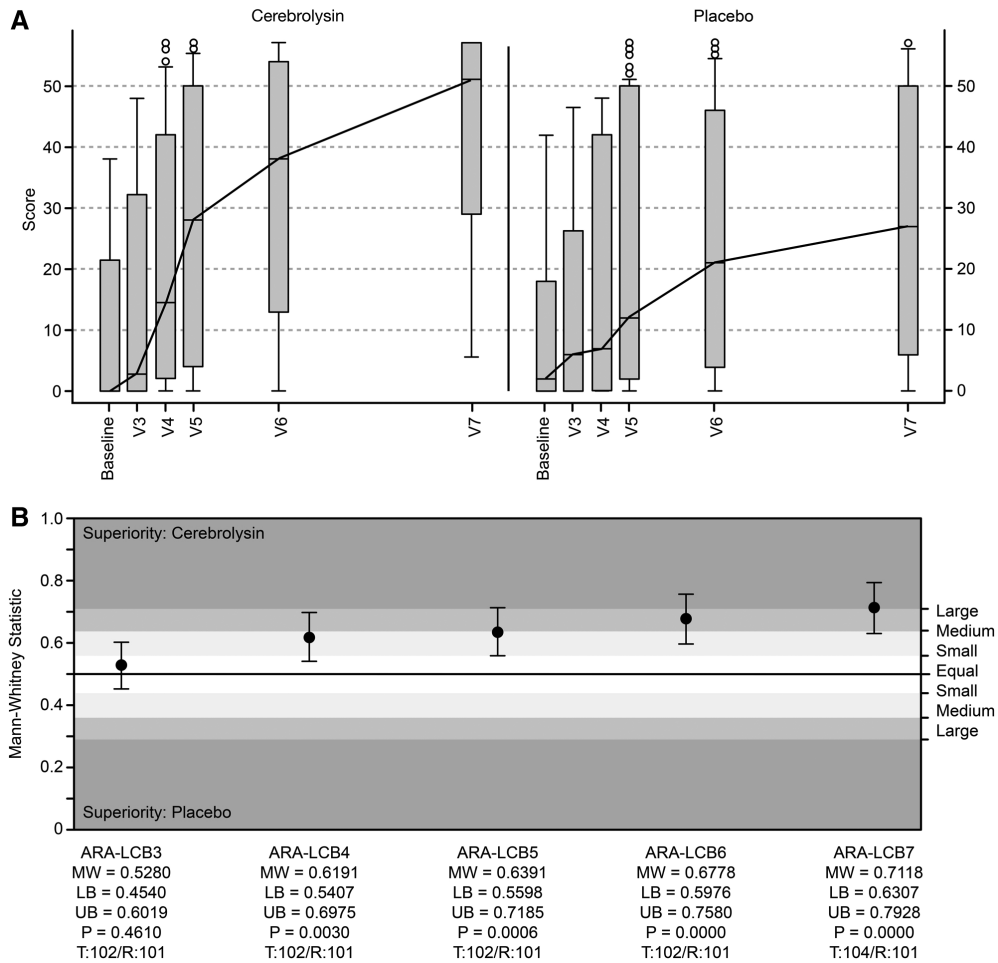 A
Cerebrolysin
Placebo
Score
50
40
30
20
10
0
50
40
30
20
10
0
Baseline
V3
V4
V5
V6
V7
Baseline
V3
V4
V5
V6
V7
B
Mann-Whitney Statistic
1.0
0.8
0.6
0.4
0.2
0
Superiority: Cerebrolysin
Superiority: Placebo
Large
Medium
Small
Equal
Small
Medium
Large
ARA-LCB3
MW = 0.5280
LB = 0.4540
UB = 0.6019
P = 0.4610
T:102/R:101
ARA-LCB4
MW = 0.6191
LB = 0.5407
UB = 0.6975
P = 0.0030
T:102/R:101
ARA-LCB5
MW = 0.6391
LB = 0.5598
UB = 0.7185
P = 0.0006
T:102/R:101
ARA-LCB6
MW = 0.6778
LB = 0.5976
UB = 0.7580
P = 0.0000
T:102/R:101
ARA-LCB7
MW = 0.7118
LB = 0.6307
UB = 0.7928
P = 0.0000
T:104/R:101